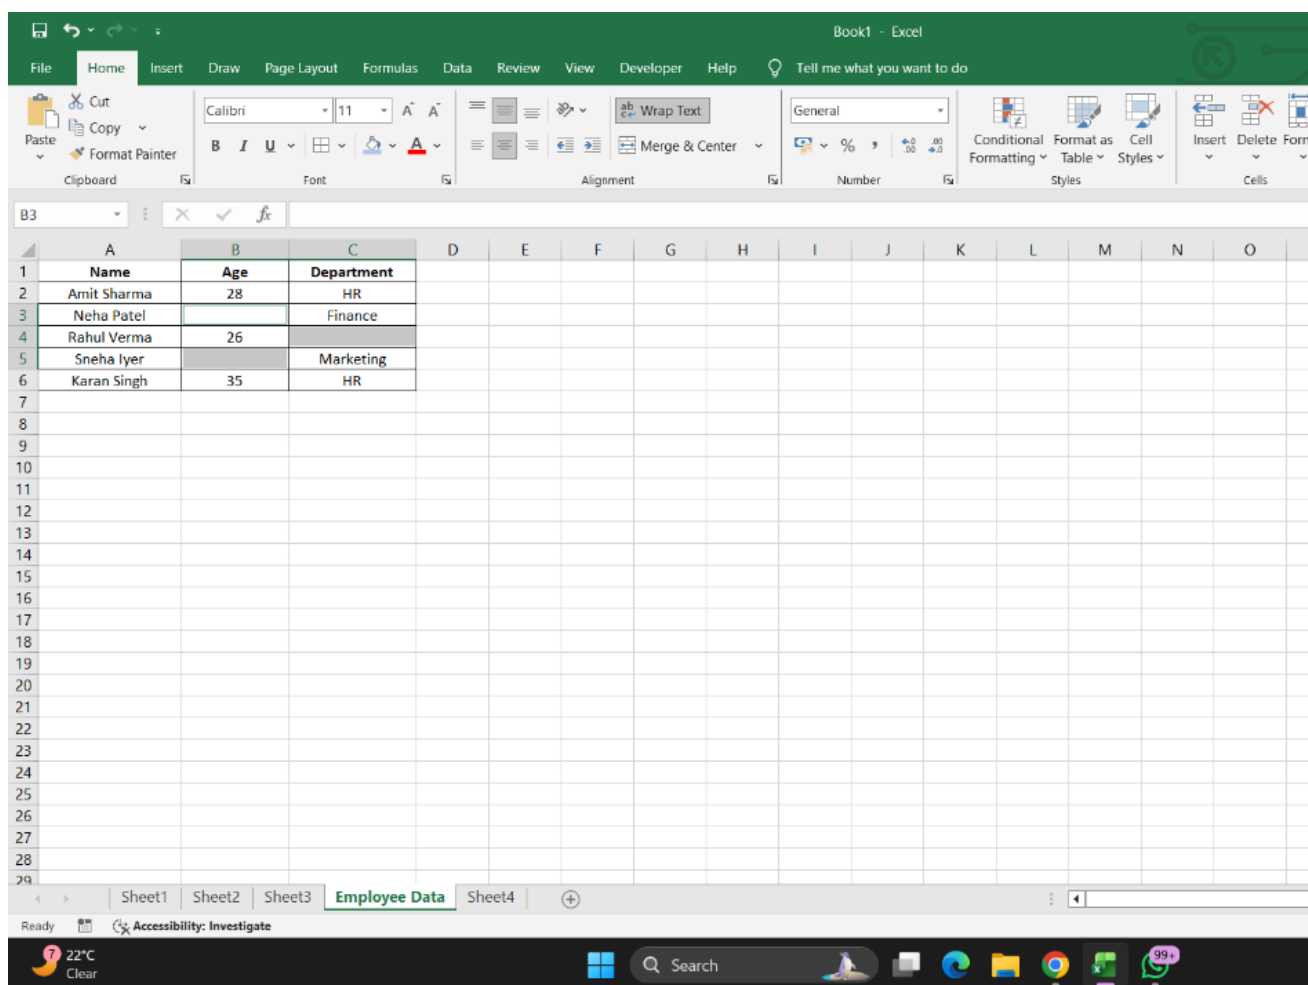 Book1 - Excel
File Home Insert Draw Page Layout Formulas Data Review View Developer Help Tell me what you want to do
Cut
Copy
Paste
Format Painter
Calibri 11
A A
B I U A
ab Wrap Text
Merge & Center
General
% , .00
Conditional Formatting
Format as Table
Cell Styles
Insert Delete
Clipboard Font Alignment Number Styles Cells
B3 fx
A B C D E F G H I J K L M N O
1 Name Age Department
2 Amit Sharma 28 HR
3 Neha Patel Finance
4 Rahul Verma 26
5 Sneha Iyer Marketing
6 Karan Singh 35 HR
7
8
9
10
11
12
13
14
15
16
17
18
19
20
21
22
23
24
25
26
27
28
29
Sheet1 Sheet2 Sheet3 Employee Data Sheet4
Ready Accessibility: Investigate
7 22°C
Clear
Search
99+